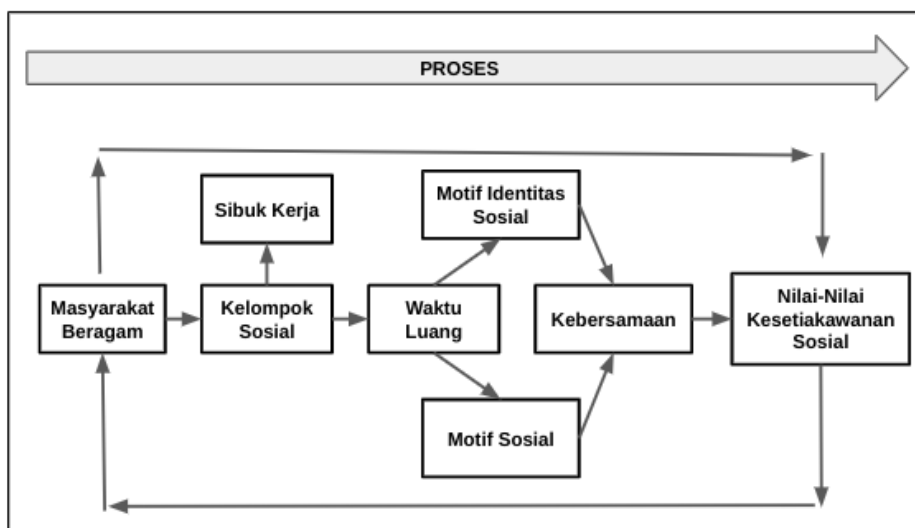 PROSES
Sibuk Kerja
Motif Identitas
Sosial
Masyarakat
Beragam
Kelompok
Sosial
Waktu
Luang
Kebersamaan
Nilai-Nilai
Kesetiakawanan
Sosial
Motif Sosial